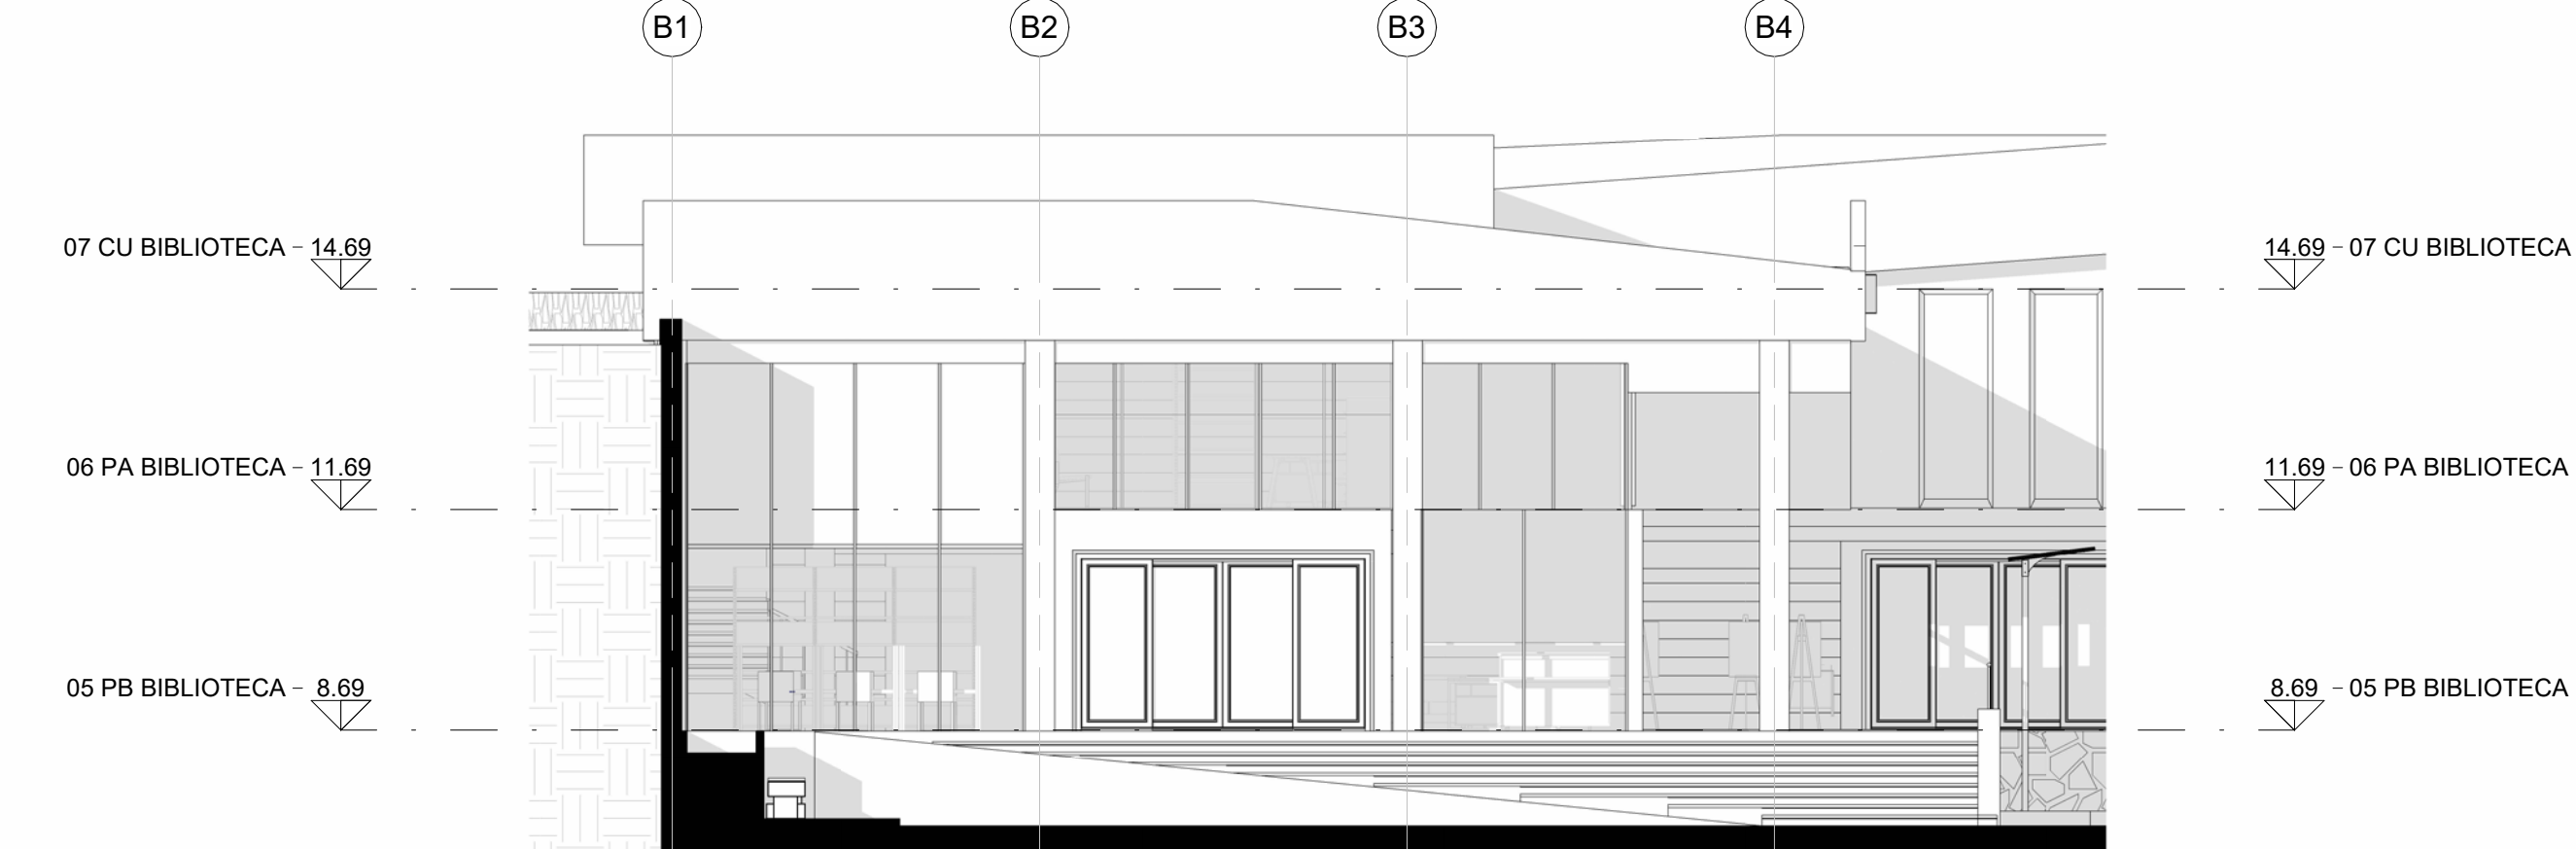 B1 B2 B3 B4
07 CU BIBLIOTECA – 14.69
14.69 – 07 CU BIBLIOTECA
06 PA BIBLIOTECA – 11.69
11.69 – 06 PA BIBLIOTECA
05 PB BIBLIOTECA – 8.69
8.69 – 05 PB BIBLIOTECA